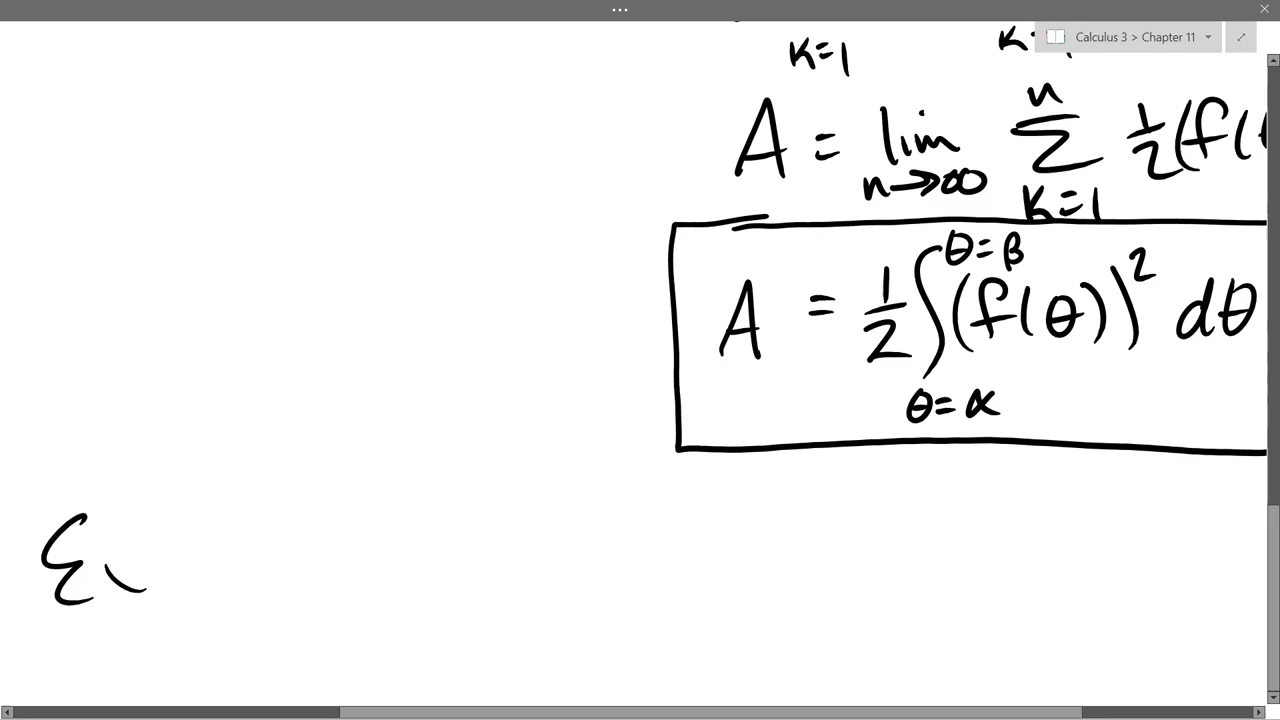 Calculus 3 > Chapter 11
K=1
A = lim n→∞ n Σ K=1 ½(f(θ
A = ½ ∫ θ=β θ=α (f(θ))² dθ